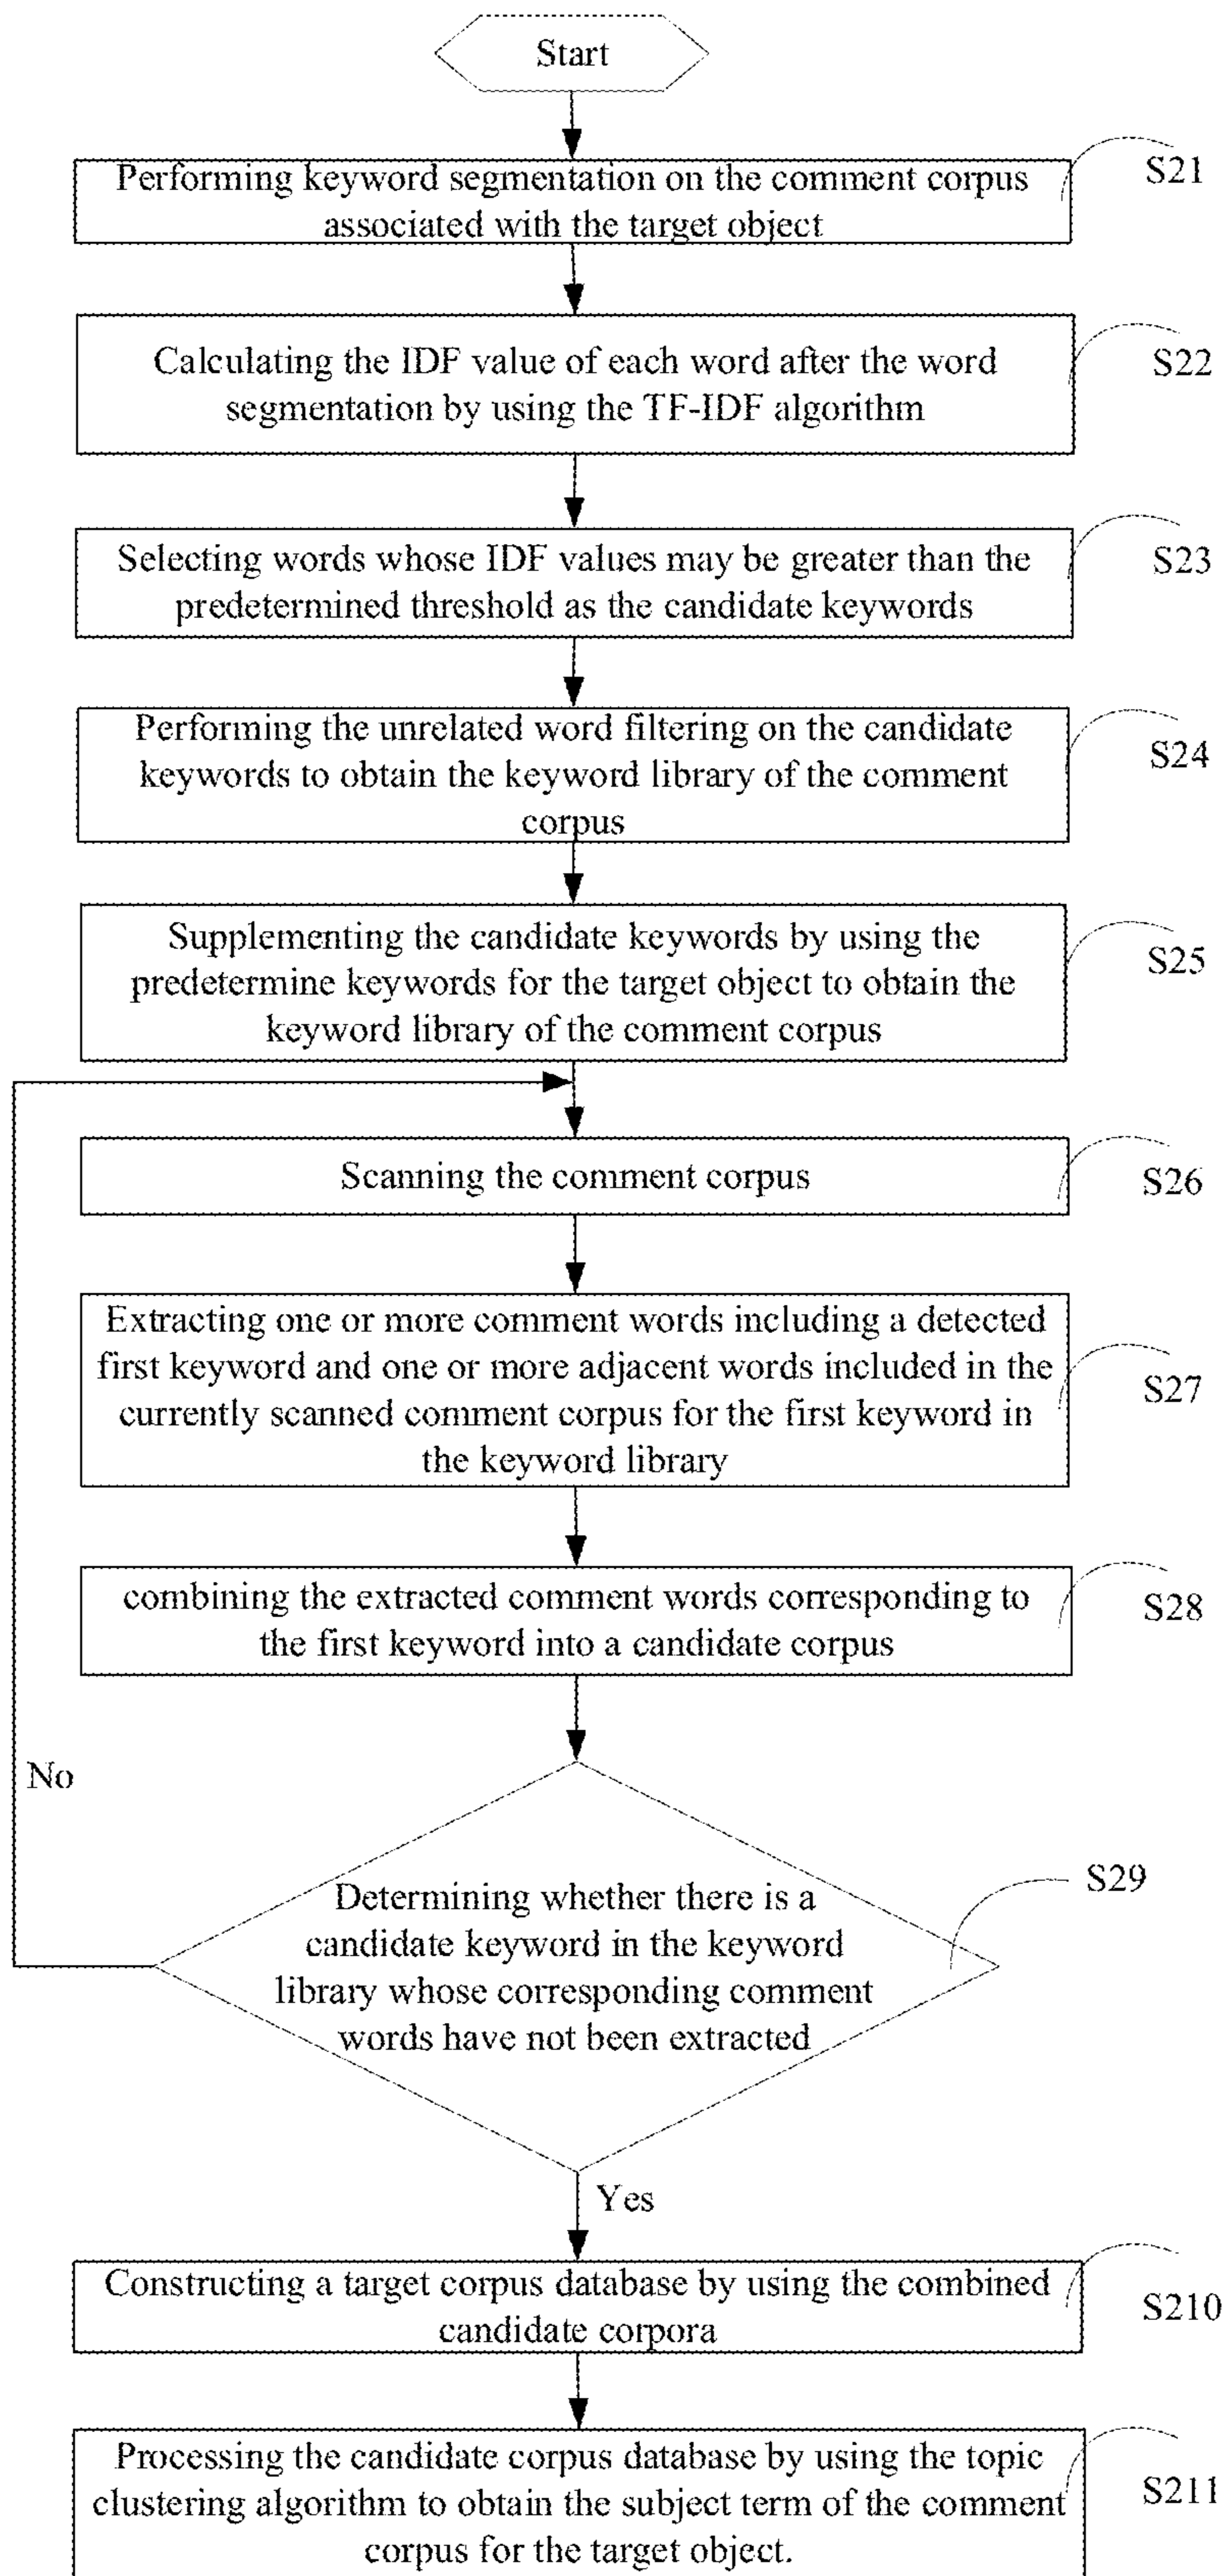 Start
Performing keyword segmentation on the comment corpus
associated with the target object
S21
Calculating the IDF value of each word after the word
segmentation by using the TF-IDF algorithm
S22
Selecting words whose IDF values may be greater than the
predetermined threshold as the candidate keywords
S23
Performing the unrelated word filtering on the candidate
keywords to obtain the keyword library of the comment
corpus
S24
Supplementing the candidate keywords by using the
predetermine keywords for the target object to obtain the
keyword library of the comment corpus
S25
Scanning the comment corpus
S26
Extracting one or more comment words including a detected
first keyword and one or more adjacent words included in the
currently scanned comment corpus for the first keyword in
the keyword library
S27
combining the extracted comment words corresponding to
the first keyword into a candidate corpus
S28
No
Determining whether there is a
candidate keyword in the keyword
library whose corresponding comment
words have not been extracted
S29
Yes
Constructing a target corpus database by using the combined
candidate corpora
S210
Processing the candidate corpus database by using the topic
clustering algorithm to obtain the subject term of the comment
corpus for the target object.
S211